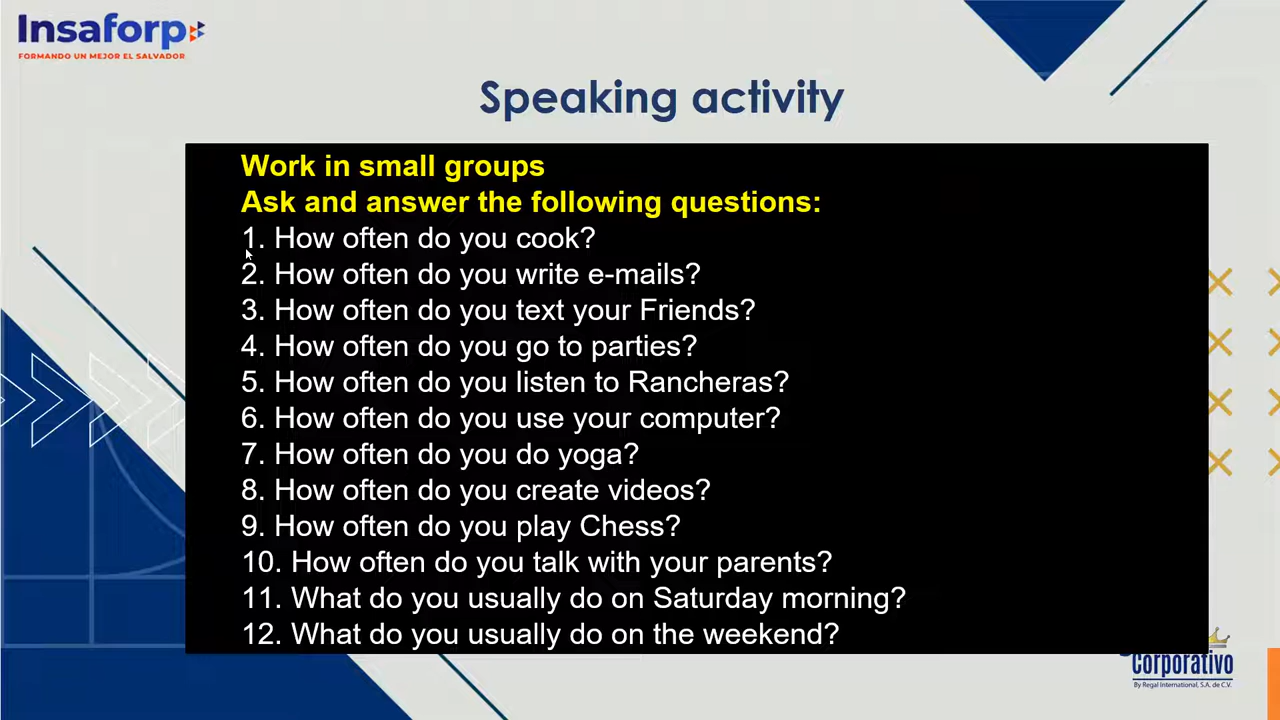 Insaforp
FORMANDO UN MEJOR EL SALVADOR
Speaking activity
Work in small groups
Ask and answer the following questions:
1. How often do you cook?
2. How often do you write e-mails?
3. How often do you text your Friends?
4. How often do you go to parties?
5. How often do you listen to Rancheras?
6. How often do you use your computer?
7. How often do you do yoga?
8. How often do you create videos?
9. How often do you play Chess?
10. How often do you talk with your parents?
11. What do you usually do on Saturday morning?
12. What do you usually do on the weekend?
Corporativo
By Regal International, S.A. de C.V.